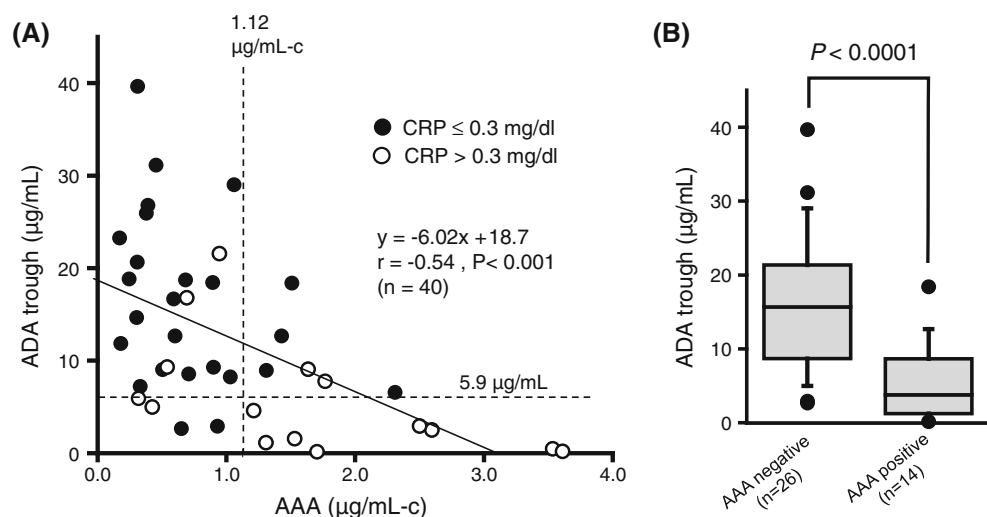 (A)
1.12
µg/mL-c
ADA trough (µg/mL)
40
30
20
10
0
CRP ≤ 0.3 mg/dl
CRP > 0.3 mg/dl
y = -6.02x +18.7
r = -0.54 , P< 0.001
(n = 40)
5.9 µg/mL
0.0 1.0 2.0 3.0 4.0
AAA (µg/mL-c)
(B)
P < 0.0001
ADA trough (µg/mL)
40
30
20
10
0
AAA negative
(n=26)
AAA positive
(n=14)